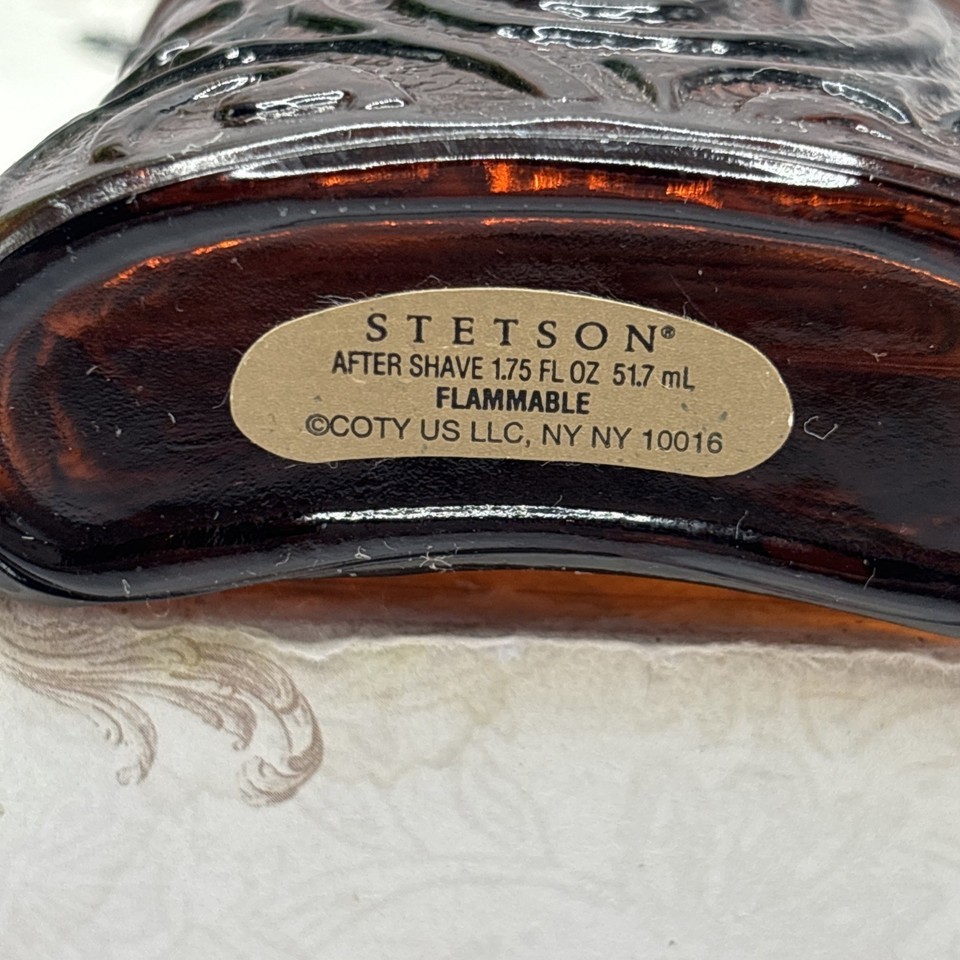 STETSON®
AFTER SHAVE 1.75 FL OZ 51.7 mL
FLAMMABLE
©COTY US LLC, NY NY 10016